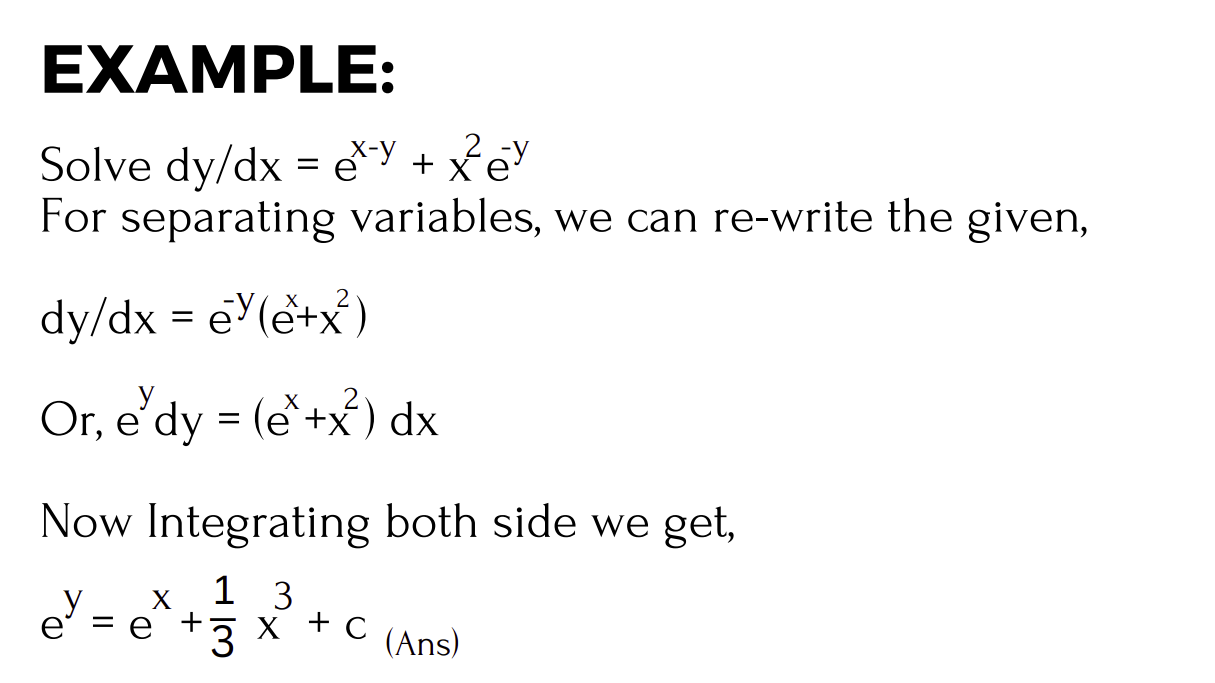 EXAMPLE:
Solve dy/dx = e^{x-y} + x^{2}e^{-y}
For separating variables, we can re-write the given,
dy/dx = e^{-y}(e^{x}+x^{2})
Or, e^{y}dy = (e^{x}+x^{2}) dx
Now Integrating both side we get,
e^{y} = e^{x} + \frac{1}{3} x^{3} + c (Ans)